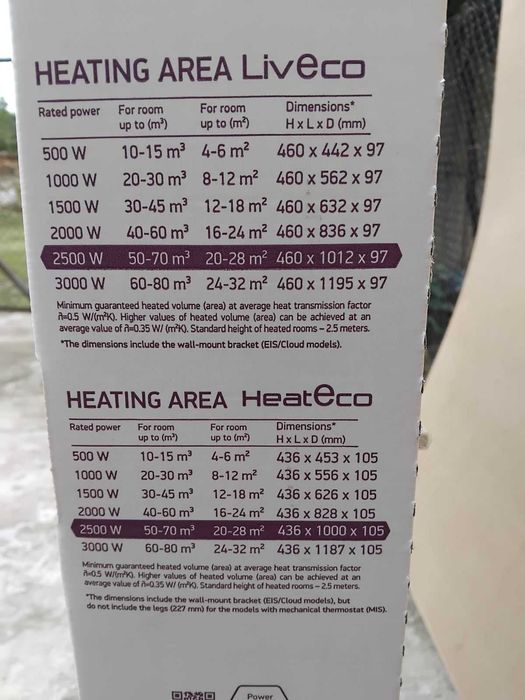 HEATING AREA Liveco
Rated power For room up to (m³) For room up to (m²) Dimensions* H x L x D (mm)
500 W 10-15 m³ 4-6 m² 460 x 442 x 97
1000 W 20-30 m³ 8-12 m² 460 x 562 x 97
1500 W 30-45 m³ 12-18 m² 460 x 632 x 97
2000 W 40-60 m³ 16-24 m² 460 x 836 x 97
2500 W 50-70 m³ 20-28 m² 460 x 1012 x 97
3000 W 60-80 m³ 24-32 m² 460 x 1195 x 97
Minimum guaranteed heated volume (area) at average heat transmission factor
ñ=0.5 W/(m²K). Higher values of heated volume (area) can be achieved at an
average value of ñ=0.35 W/ (m²K). Standard height of heated rooms – 2.5 meters.
*The dimensions include the wall-mount bracket (EIS/Cloud models).
HEATING AREA HeatEco
Rated power For room up to (m³) For room up to (m²) Dimensions* H x L x D (mm)
500 W 10-15 m³ 4-6 m² 436 x 453 x 105
1000 W 20-30 m³ 8-12 m² 436 x 556 x 105
1500 W 30-45 m³ 12-18 m² 436 x 626 x 105
2000 W 40-60 m³ 16-24 m² 436 x 828 x 105
2500 W 50-70 m³ 20-28 m² 436 x 1000 x 105
3000 W 60-80 m³ 24-32 m² 436 x 1187 x 105
Minimum guaranteed heated volume (area) at average heat transmission factor
ñ=0.5 W/(m²K). Higher values of heated volume (area) can be achieved at an
average value of ñ=0.35 W/ (m²K). Standard height of heated rooms – 2.5 meters.
*The dimensions include the wall-mount bracket (EIS/Cloud models), but
do not include the legs (227 mm) for the models with mechanical thermostat (MIS).
Power